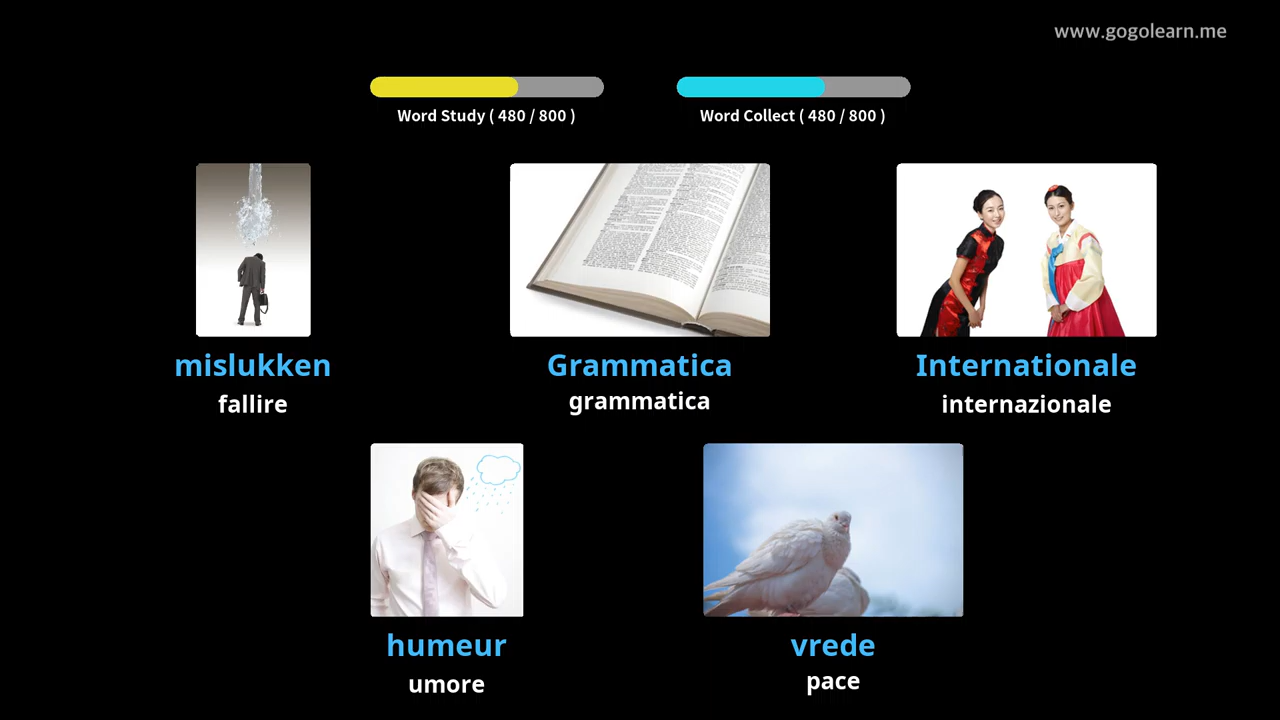 www.gogolearn.me
Word Study ( 480 / 800 )
Word Collect ( 480 / 800 )
mislukken
fallire
Grammatica
grammatica
Internationale
internazionale
humeur
umore
vrede
pace